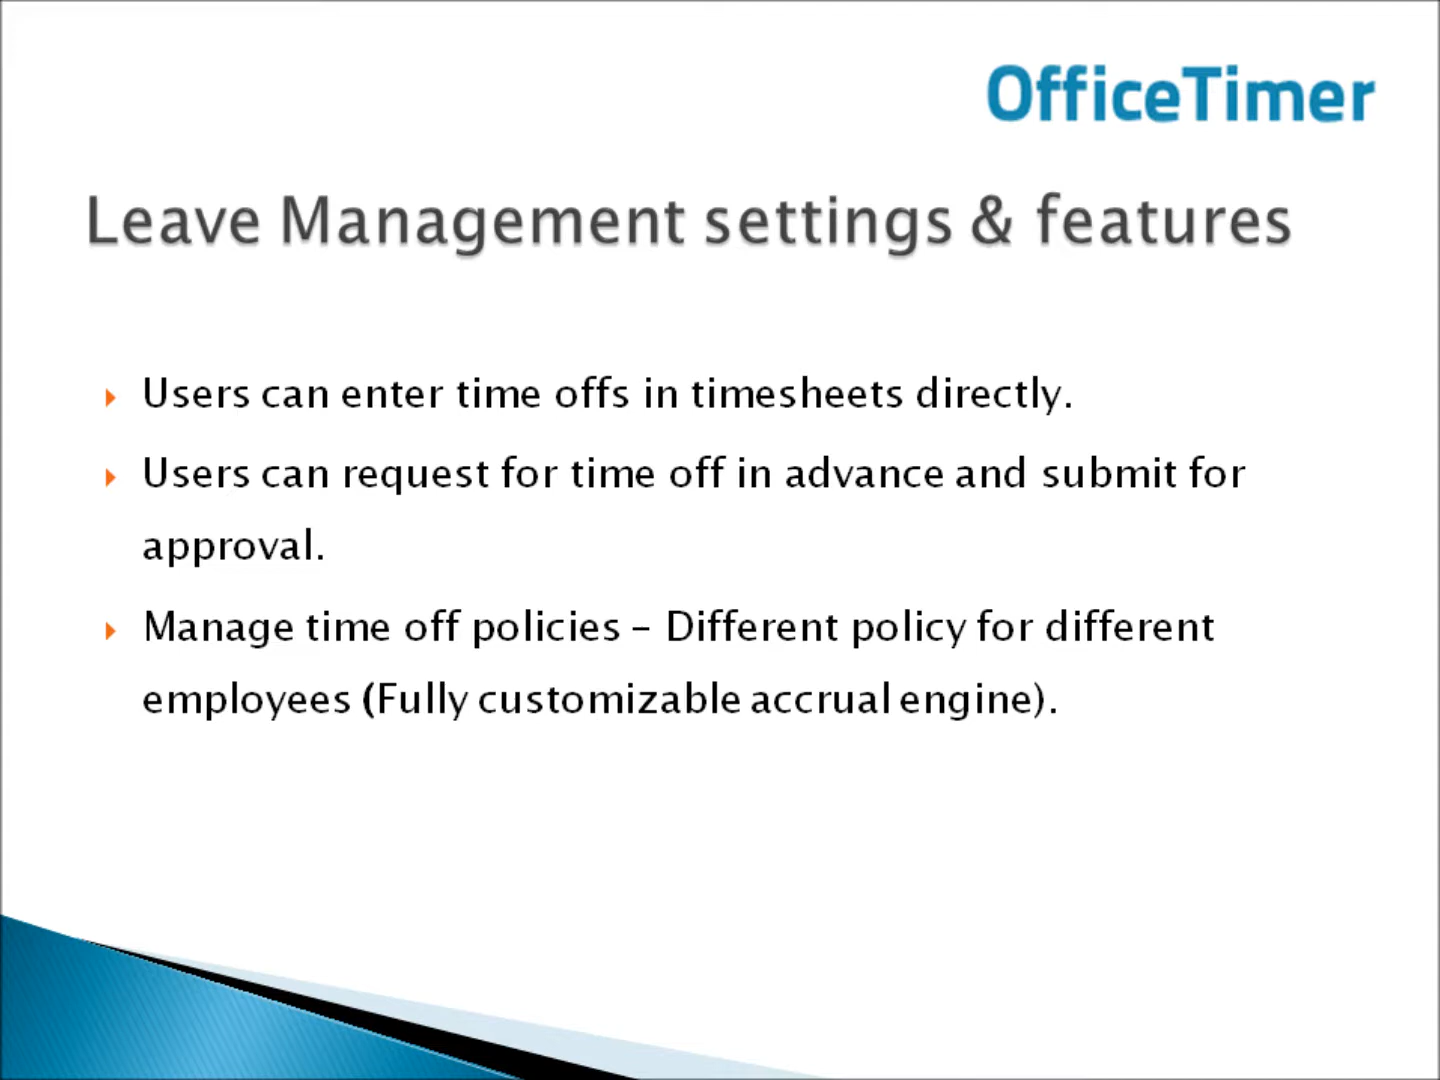 OfficeTimer
Leave Management settings & features
Users can enter time offs in timesheets directly.
Users can request for time off in advance and submit for
approval.
Manage time off policies – Different policy for different
employees (Fully customizable accrual engine).